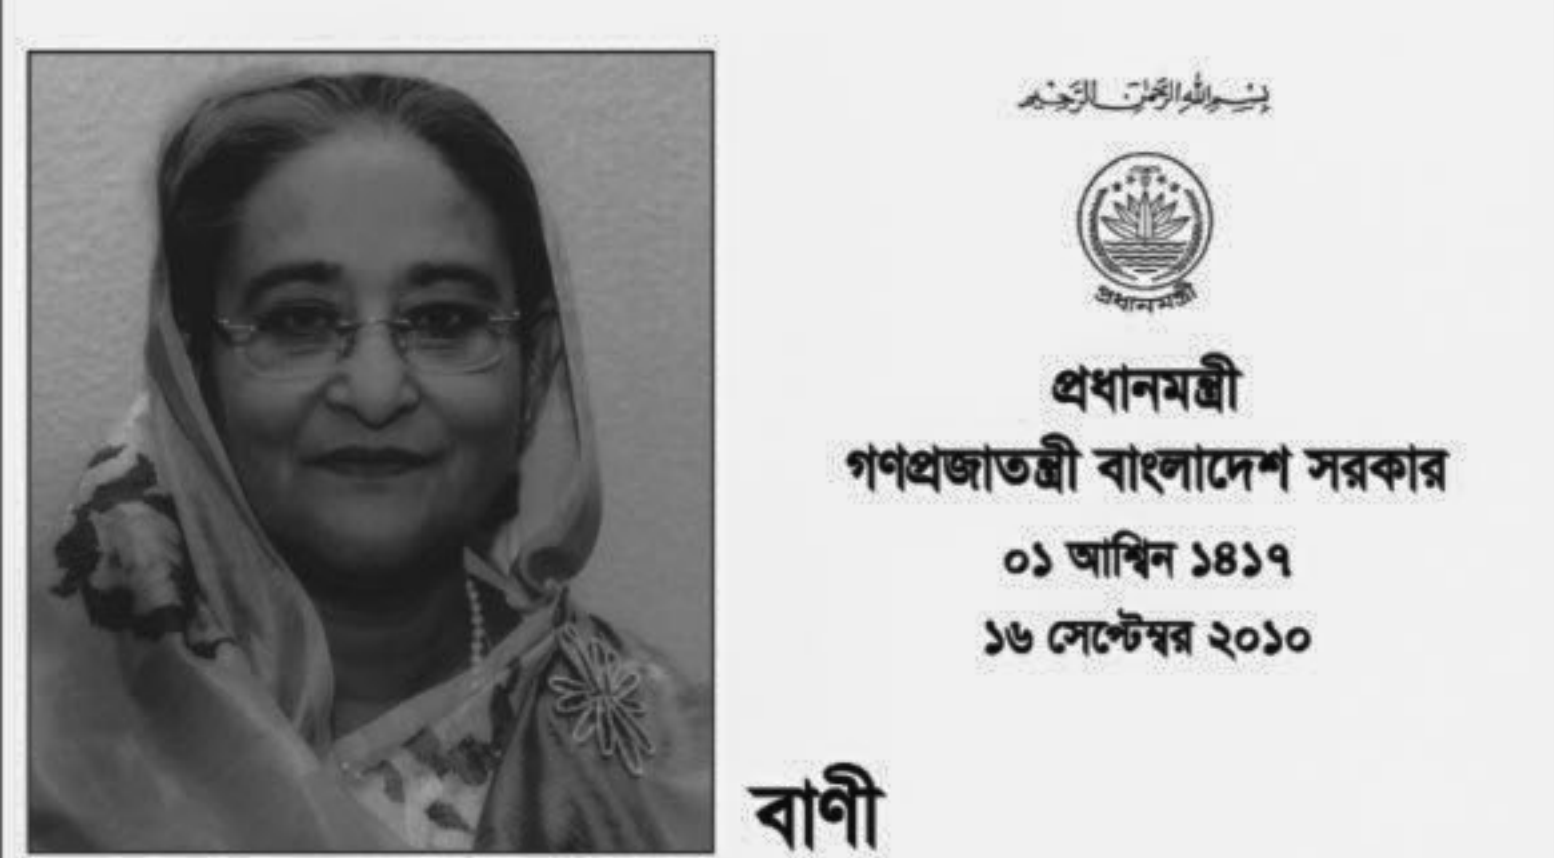 بسم الله الرحمن الرحيم
প্রধানমন্ত্রী
প্রধানমন্ত্রী
গণপ্রজাতন্ত্রী বাংলাদেশ সরকার
০১ আশ্বিন ১৪১৭
১৬ সেপ্টেম্বর ২০১০
বাণী